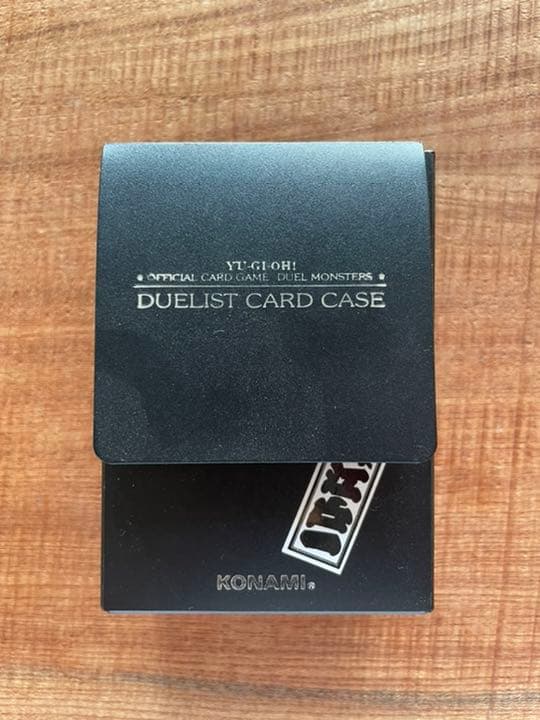 YU-GI-OH!
OFFICIAL CARD GAME DUEL MONSTERS
DUELIST CARD CASE
KONAMI®